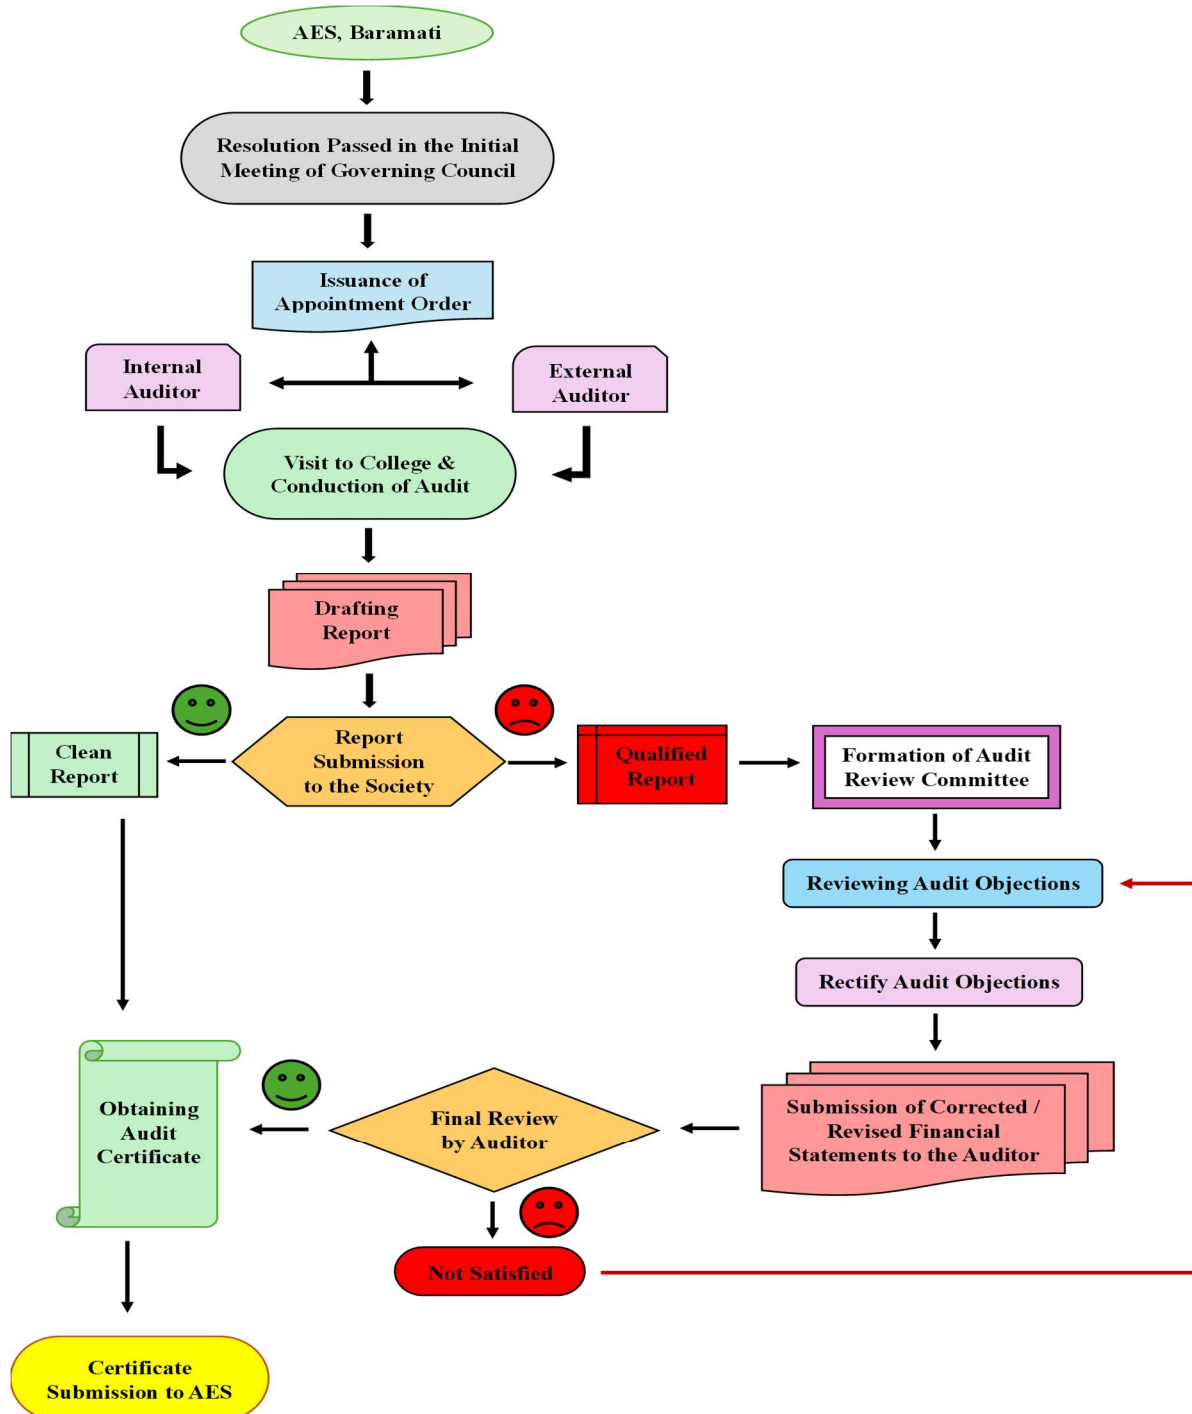 AES, Baramati
Resolution Passed in the Initial
Meeting of Governing Council
Issuance of
Appointment Order
Internal
Auditor
External
Auditor
Visit to College &
Conduction of Audit
Drafting
Report
Clean
Report
Report
Submission
to the Society
Qualified
Report
Formation of Audit
Review Committee
Reviewing Audit Objections
Rectify Audit Objections
Submission of Corrected /
Revised Financial
Statements to the Auditor
Final Review
by Auditor
Obtaining
Audit
Certificate
Not Satisfied
Certificate
Submission to AES